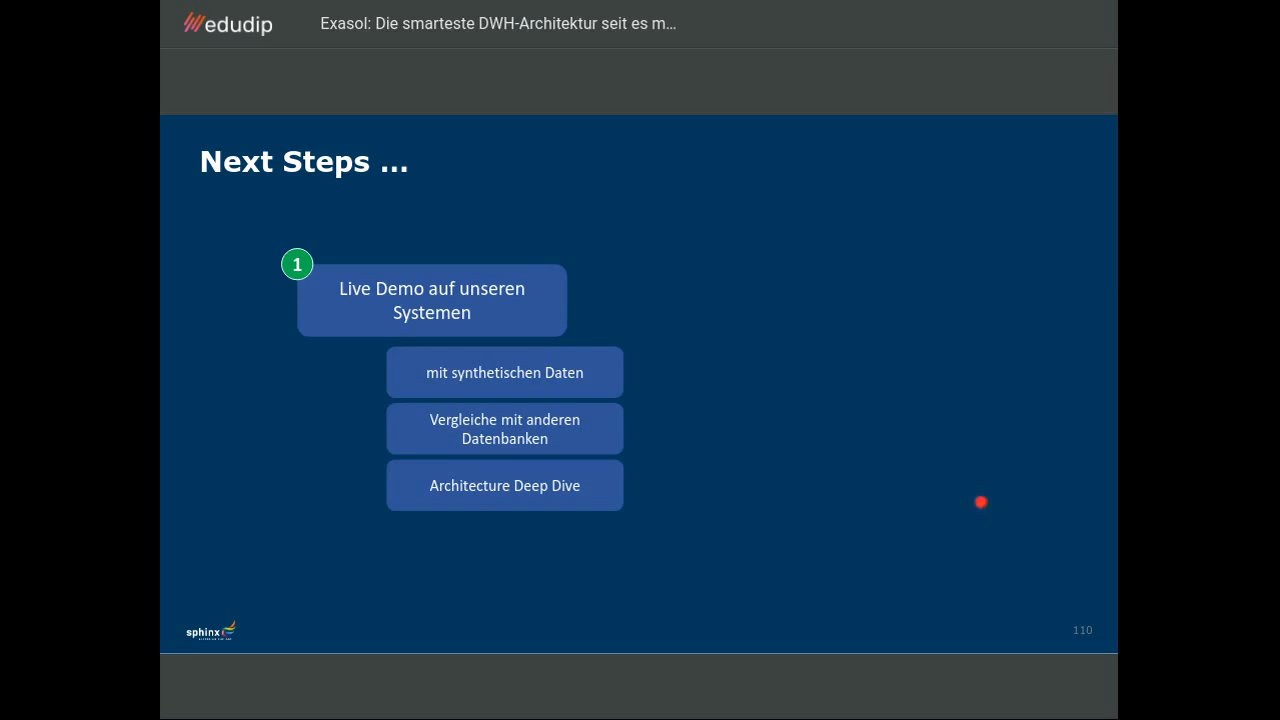 edudip
Exasol: Die smarteste DWH-Architektur seit es m...
Next Steps ...
1
Live Demo auf unseren
Systemen
mit synthetischen Daten
Vergleiche mit anderen
Datenbanken
Architecture Deep Dive
sphinx
110